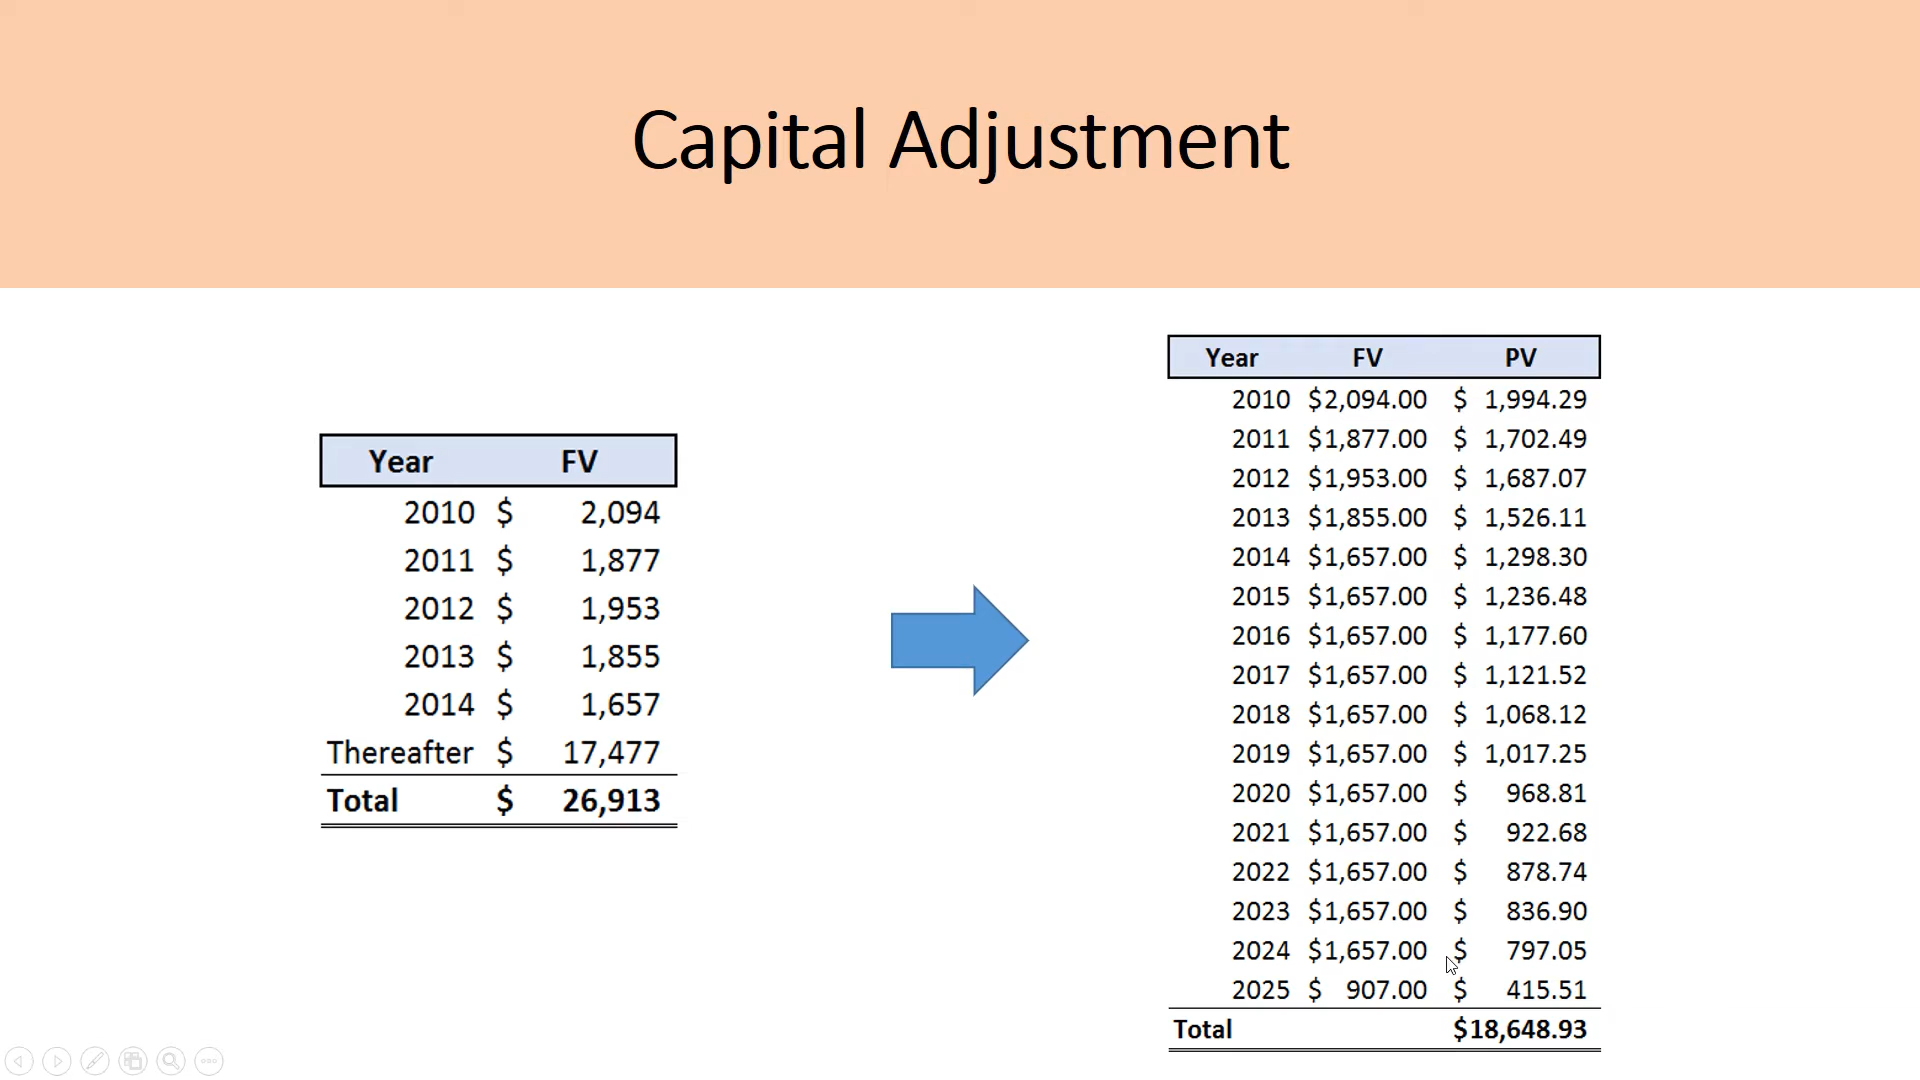 Capital Adjustment
Year FV
2010 $ 2,094
2011 $ 1,877
2012 $ 1,953
2013 $ 1,855
2014 $ 1,657
Thereafter $ 17,477
Total $ 26,913
Year FV PV
2010 $2,094.00 $ 1,994.29
2011 $1,877.00 $ 1,702.49
2012 $1,953.00 $ 1,687.07
2013 $1,855.00 $ 1,526.11
2014 $1,657.00 $ 1,298.30
2015 $1,657.00 $ 1,236.48
2016 $1,657.00 $ 1,177.60
2017 $1,657.00 $ 1,121.52
2018 $1,657.00 $ 1,068.12
2019 $1,657.00 $ 1,017.25
2020 $1,657.00 $ 968.81
2021 $1,657.00 $ 922.68
2022 $1,657.00 $ 878.74
2023 $1,657.00 $ 836.90
2024 $1,657.00 $ 797.05
2025 $ 907.00 $ 415.51
Total $18,648.93